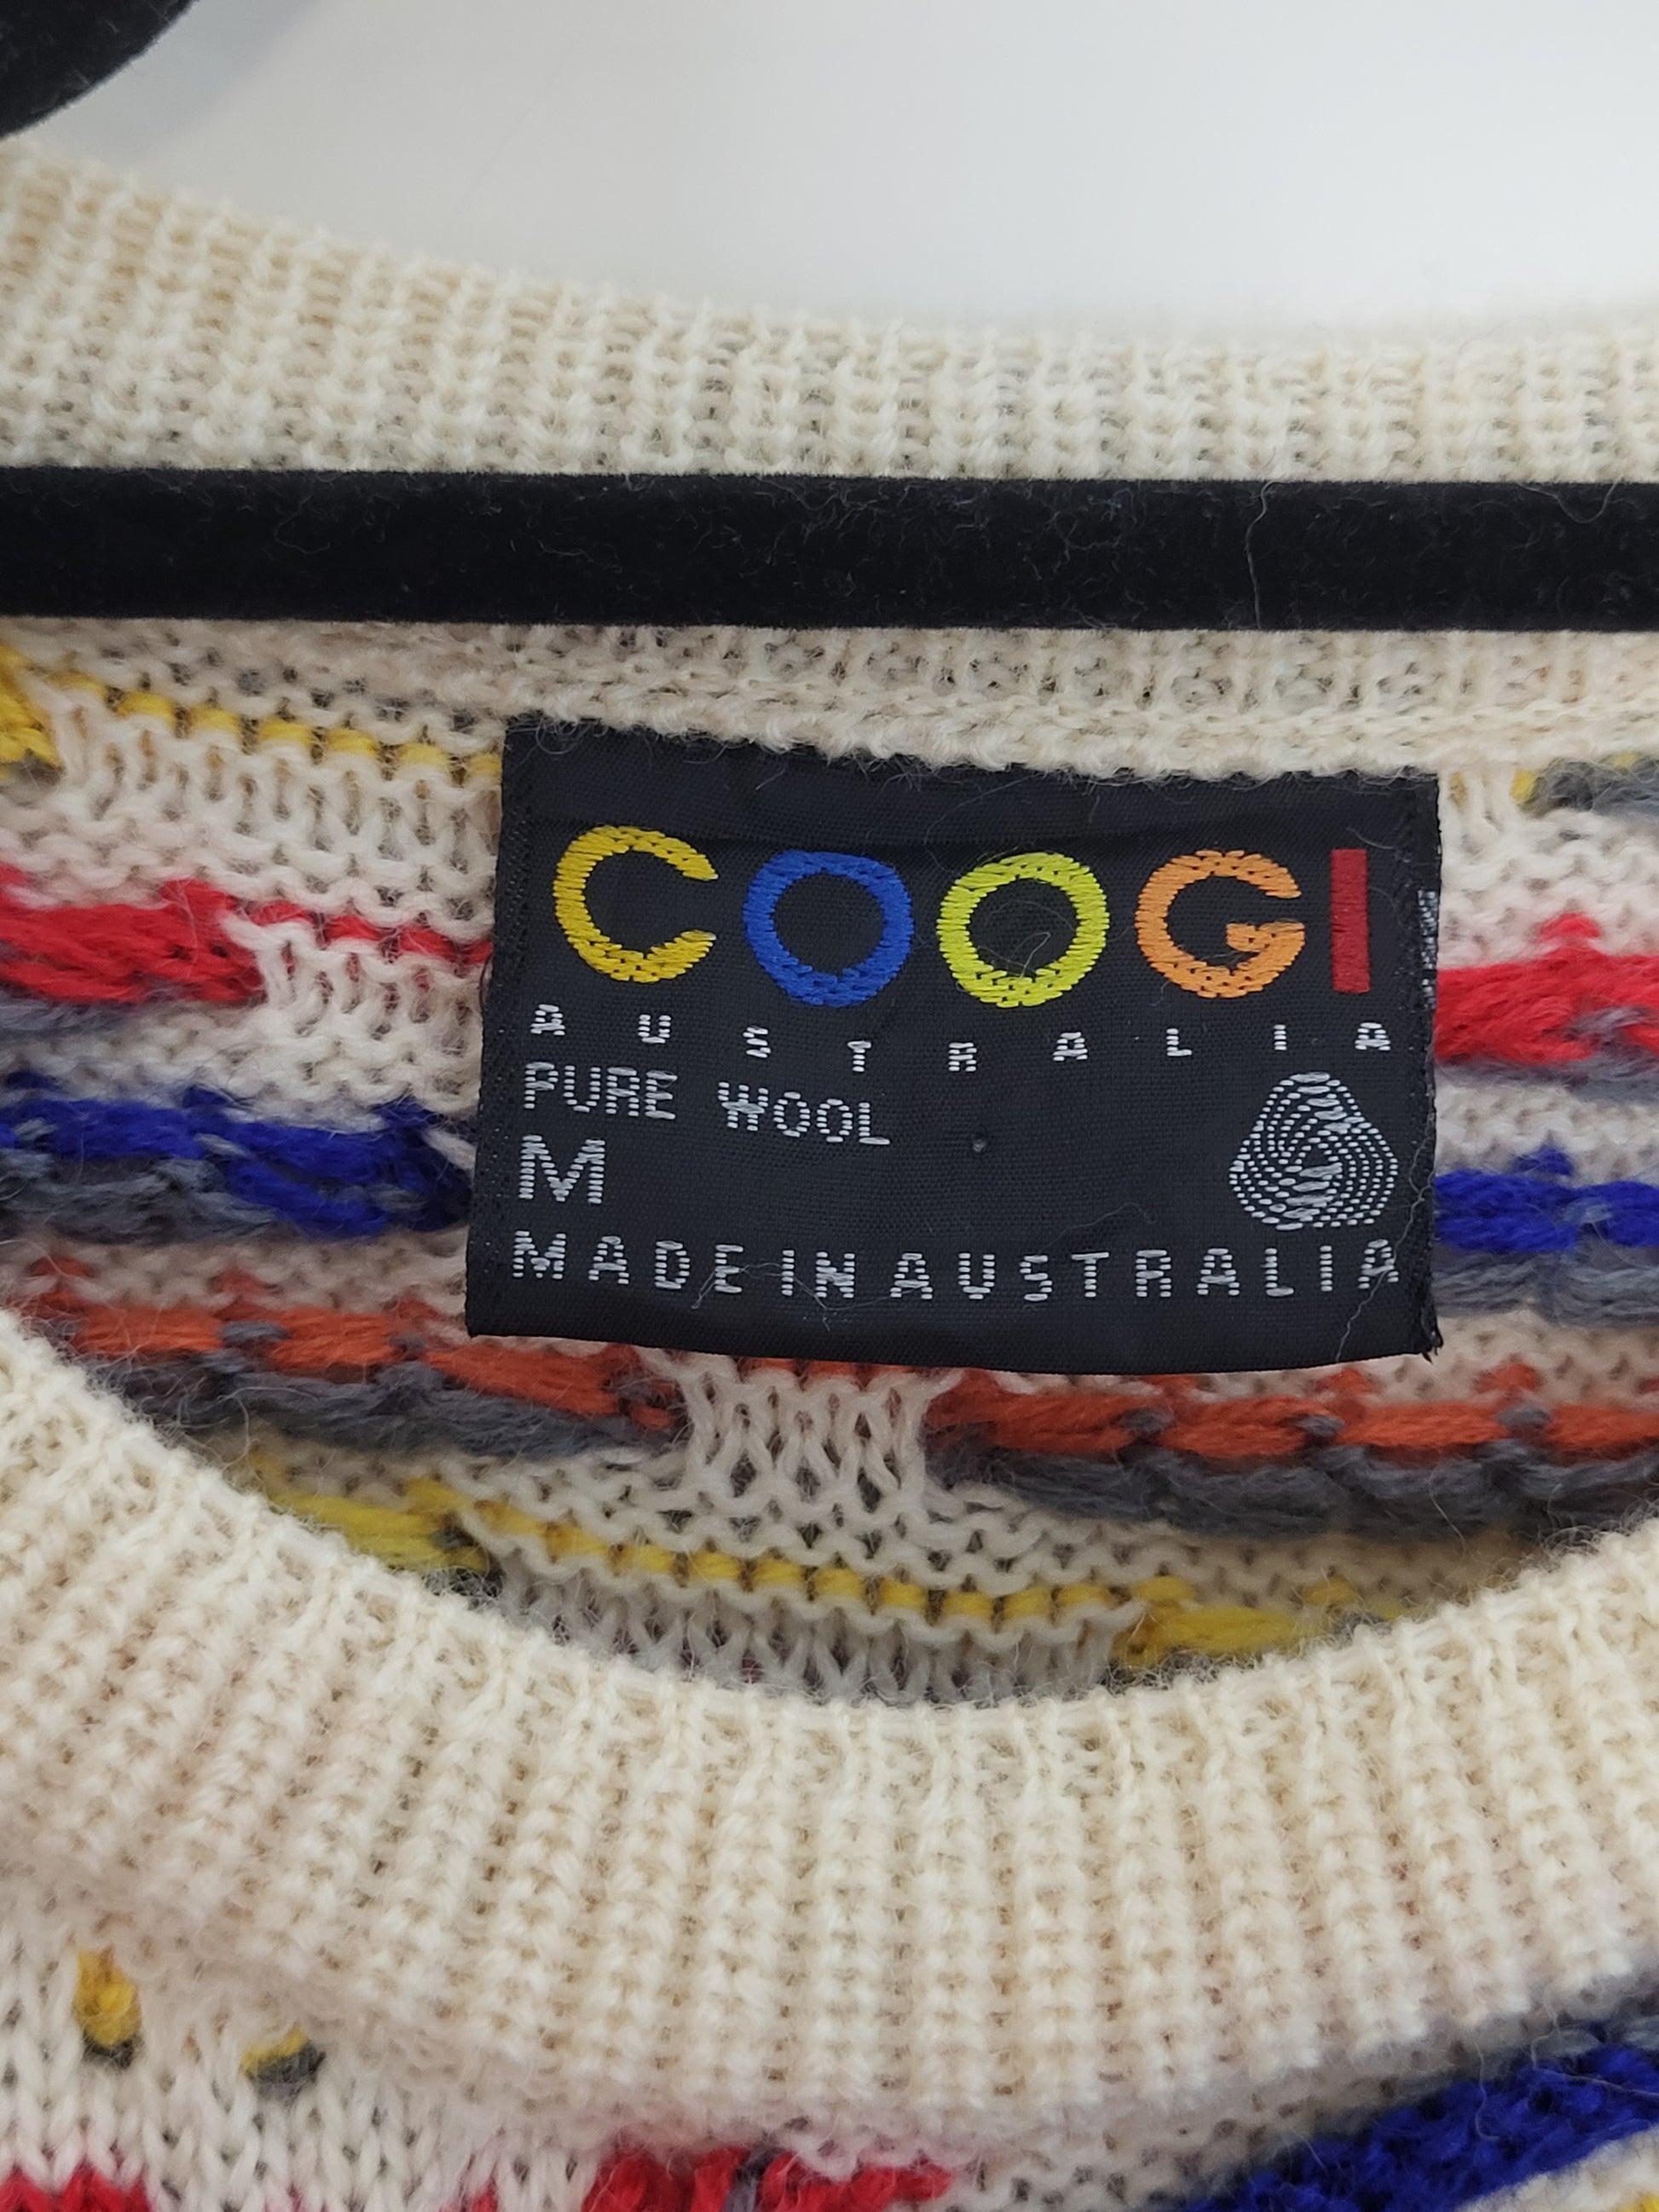 COOGI
AUSTRALIA
PURE WOOL
M
MADE IN AUSTRALIA